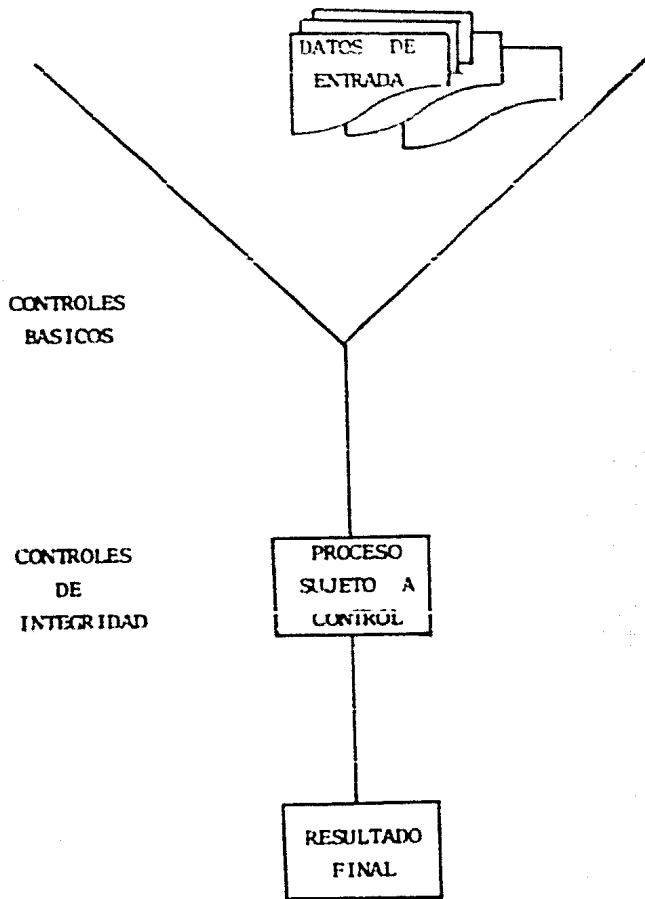 DATOS DE
ENTRADA
CONTROLES
BASICOS
CONTROLES
DE
INTEGRIDAD
PROCESO
SUJETO A
CONTROL
RESULTADO
FINAL